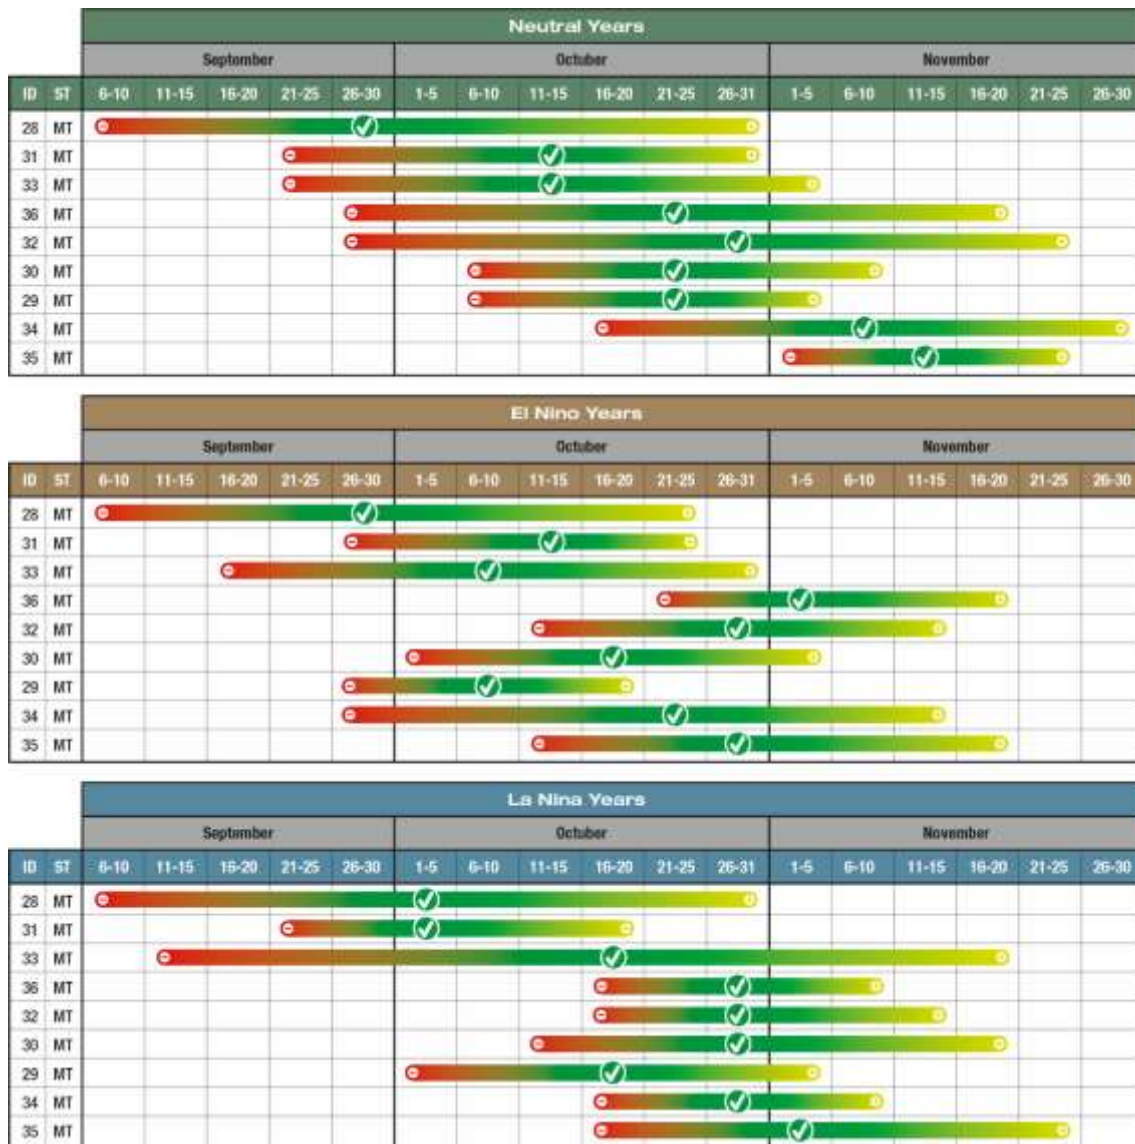 Neutral Years
September Octuber November
ID ST 6-10 11-15 16-20 21-25 26-30 1-5 6-10 11-15 16-20 21-25 26-31 1-5 6-10 11-15 16-20 21-25 26-30
28 MT
31 MT
33 MT
36 MT
32 MT
30 MT
29 MT
34 MT
35 MT
El Nino Years
September Octuber November
ID ST 6-10 11-15 16-20 21-25 26-30 1-5 6-10 11-15 16-20 21-25 26-31 1-5 6-10 11-15 16-20 21-25 26-30
28 MT
31 MT
33 MT
36 MT
32 MT
30 MT
29 MT
34 MT
35 MT
La Nina Years
September Octuber November
ID ST 6-10 11-15 16-20 21-25 26-30 1-5 6-10 11-15 16-20 21-25 26-31 1-5 6-10 11-15 16-20 21-25 26-30
28 MT
31 MT
33 MT
36 MT
32 MT
30 MT
29 MT
34 MT
35 MT